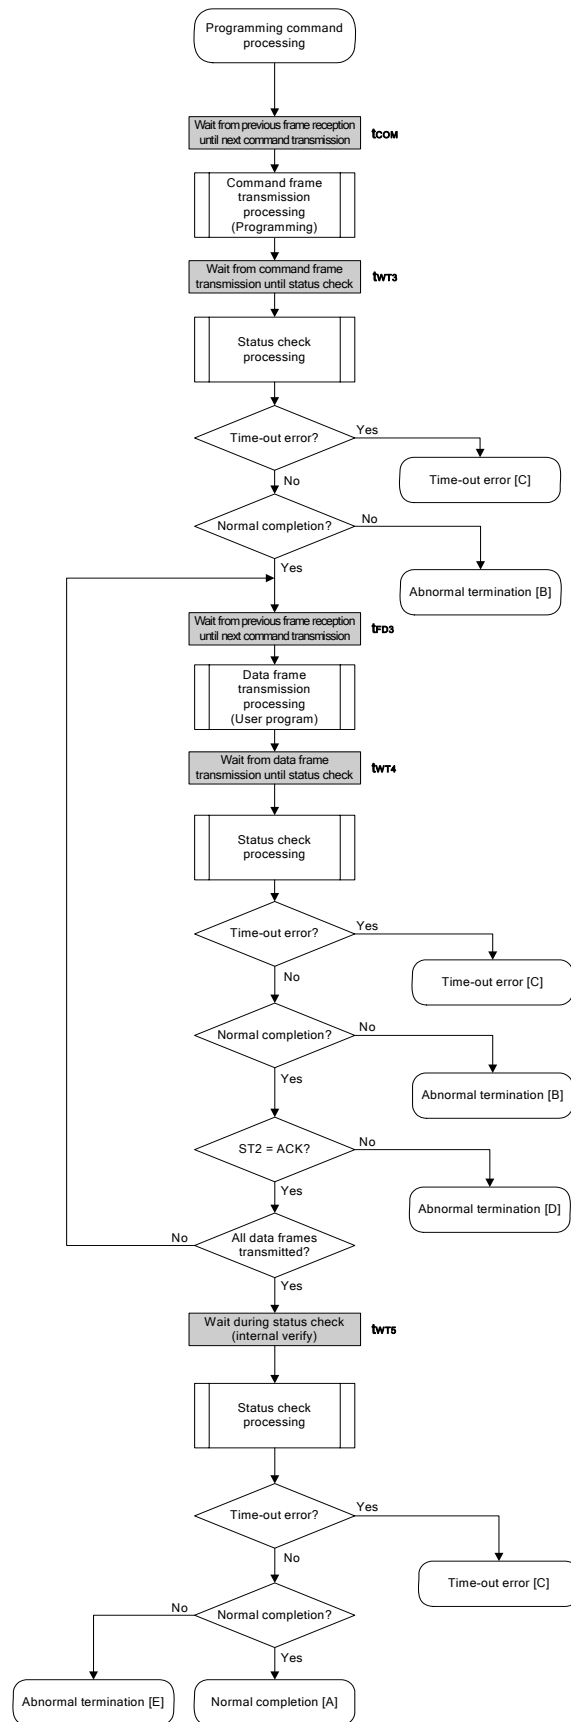 Programming command
processing
Wait from previous frame reception
until next command transmission
tCOM
Command frame
transmission
processing
(Programming)
Wait from command frame
transmission until status check
tWT3
Status check
processing
Time-out error?
Yes
Time-out error [C]
No
Normal completion?
No
Abnormal termination [B]
Yes
Wait from previous frame reception
until next command transmission
tFD3
Data frame
transmission
processing
(User program)
Wait from data frame
transmission until status check
tWT4
Status check
processing
Time-out error?
Yes
Time-out error [C]
No
Normal completion?
No
Abnormal termination [B]
Yes
ST2 = ACK?
No
Abnormal termination [D]
Yes
All data frames
transmitted?
No
Yes
Wait during status check
(internal verify)
tWT5
Status check
processing
Time-out error?
Yes
Time-out error [C]
No
Normal completion?
No
Yes
Abnormal termination [E]
Normal completion [A]